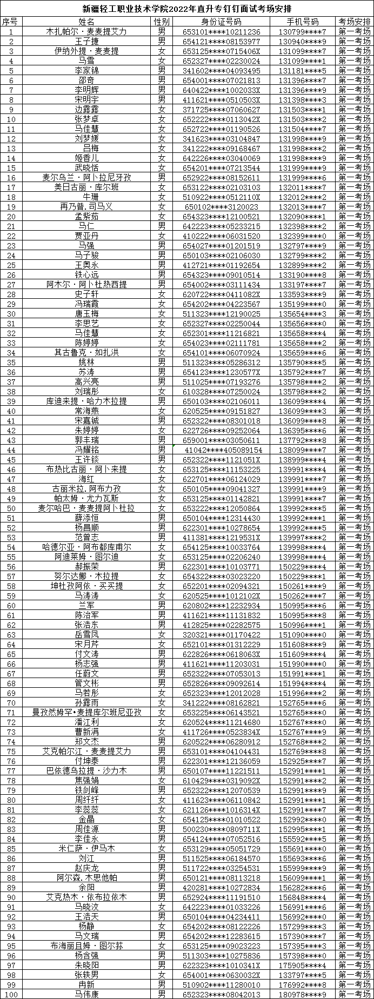 新疆轻工职业技术学院2022年直升专钉钉面试考场安排
序号 姓名 性别 身份证号码 手机号码 考场安排
1 木扎帕尔·麦麦提艾力 男 653101****10211236 130799****7 第一考场
2 王子捷 男 654121****08153977 130940****9 第一考场
3 伊纳外提·麦麦提 女 653125****0715406X 131099****7 第一考场
4 马雪 女 652327****02230024 131099****1 第一考场
5 李家锦 男 341602****04093495 131181****5 第一考场
6 邵奇 男 654001****07021813 131396****7 第一考场
7 李明辉 男 640422****1002033X 131396****9 第一考场
8 宋明宇 男 411621****0510503X 131398****3 第一考场
9 边露露 女 371725****07060627 131503****1 第一考场
10 张梦卓 女 652222****0113042X 131503****2 第一考场
11 马佳慧 女 652722****01190526 131504****7 第一考场
12 刘梦媛 女 341623****03104847 131998****9 第一考场
13 吕梅 女 341222****09168467 131998****2 第一考场
14 姬香儿 女 642226****03040069 131998****9 第一考场
15 武晓恬 女 654201****07213544 131999****9 第一考场
16 麦尔乌兰·阿卜拉尼牙孜 男 652922****08152611 131999****6 第一考场
17 美日古丽·库尔班 女 653122****02103103 132011****7 第一考场
18 牛珊 女 510922****0512110X 132012****2 第一考场
19 再乃普.司马义 女 650102****3120023 132013****7 第一考场
20 孟紫茹 女 654323****12100521 132090****1 第一考场
21 马仁 男 642223****05233215 132398****2 第一考场
22 贾亚丹 女 410222****06031520 132399****0 第一考场
23 马强 男 654027****01201519 132797****9 第一考场
24 马子骏 男 650103****02106030 132799****2 第一考场
25 王奥永 男 412721****01192654 132899****2 第一考场
26 铁心远 男 654323****09010514 133190****8 第一考场
27 阿木尔·阿卜杜热西提 男 654002****03111434 133197****7 第一考场
28 史子轩 女 620722****0411082X 133593****9 第一考场
29 冯瑞霞 女 654202****04223567 135199****0 第一考场
30 唐玉梅 女 511323****12190025 135654****3 第一考场
31 李思艺 女 652327****02250044 135656****0 第一考场
32 马佳慧 女 652301****11216821 135658****4 第一考场
33 陈婷婷 女 654023****02111781 135658****2 第一考场
34 其古鲁克·如扎洪 女 654101****06070924 135659****6 第一考场
35 姚林 男 511323****05286312 135790****5 第一考场
36 苏涛 男 654123****1230577X 135792****7 第一考场
37 高兴亮 男 511025****07193276 135798****2 第一考场
38 刘瑞彤 女 610328****07250024 135798****2 第一考场
39 库迪来提·哈力木拉提 男 650103****02106011 136099****4 第一考场
40 常海燕 女 620525****09151827 136099****3 第一考场
41 宋嘉铖 男 652322****08301018 136099****8 第一考场
42 朱婷婷 女 622726****09252064 136395****6 第一考场
43 郭丰瑞 男 659001****03050611 137792****8 第一考场
44 冯耀铭 男 41042****405089154 138099****7 第一考场
45 王许锬 男 652322****1121051X 138999****4 第一考场
46 布热比古丽·阿卜来提 女 653125****11153225 139991****4 第一考场
47 海红 女 622701****06124029 139991****7 第一考场
48 古丽米拉.阿布力孜 女 650105****09041327 139991****9 第一考场
49 帕太姆·尤力瓦斯 女 653125****01142821 139991****7 第一考场
50 麦尔哈巴·麦麦提阿卜杜拉 女 653222****12050864 139992****5 第一考场
51 薛添恒 男 650104****12314430 139992****1 第一考场
52 杨昌顺 男 622301****10278654 139992****5 第一考场
53 范曾志 男 411381****1219531X 139997****2 第一考场
54 哈德尔亚·阿布都库甫尔 女 654125****10033764 139998****4 第一考场
55 阿迪莱姆·图尔迪 女 653125****02206240 139998****4 第一考场
56 郝振荣 男 622301****10103771 150229****4 第一考场
57 努尔达娜·木拉提 女 654322****03023220 150229****1 第一考场
58 坤杜孜阿依·买买提 女 652201****02094321 150261****9 第一考场
59 马涛涛 女 620525****1012102X 150262****7 第一考场
60 兰军 男 620802****12232934 150995****6 第一考场
61 陈治军 男 411621****11131832 150995****8 第一考场
62 张浩东 男 412825****02282575 150996****1 第一考场
63 岳雪凤 女 320321****01170422 151090****0 第一考场
64 宋月芹 女 652101****01312229 151608****9 第一考场
65 付文涛 男 622826****0618063X 151609****4 第一考场
66 杨志强 男 411621****11203031 151990****0 第一考场
67 任蔚文 男 652322****07053013 151991****1 第一考场
68 管文彬 男 652826****09092614 151994****4 第一考场
69 马若彤 女 652323****12012028 151996****2 第一考场
70 孙露雨 女 341222****08162821 152765****6 第一考场
71 曼孜然姆罕•麦提库尔班尼亚孜 女 653225****06143521 152765****0 第一考场
72 潘江利 女 620524****11214680 152767****0 第一考场
73 曹新满 女 411726****0523834X 152767****9 第一考场
74 郑文杰 男 620522****06280912 152768****2 第一考场
75 艾克帕尔江·麦麦提艾力 男 653101****04104431 152769****8 第一考场
76 付坤泰 男 622301****12136059 152925****7 第一考场
77 巴依德乌拉提·沙力木 男 650107****11221511 152991****1 第一考场
78 焦强娟 女 610429****0319092X 152991****2 第一考场
79 铁剑峰 男 652322****12070539 152991****9 第一考场
80 周纤纤 女 411623****06110842 152991****1 第一考场
81 李蕊蕊 女 621126****1016314X 152991****7 第一考场
82 金晶 女 654125****01010522 152992****0 第一考场
83 周佳源 男 500230****0809711X 152995****1 第一考场
84 李佳永 男 654124****07052516 155592****5 第一考场
85 米仁萨·伊马木 女 653129****05051729 155691****0 第一考场
86 刘江 男 511525****06184570 155693****6 第一考场
87 赵庆龙 男 511722****03254531 155999****9 第一考场
88 阿尔森.木思他帕 男 650121****08113218 156099****1 第一考场
89 余阳 男 420281****10272834 156282****6 第一考场
90 艾克热木·依布拉依木 男 652924****11191510 156848****4 第一考场
91 马晓汶 女 642223****01033226 156991****6 第一考场
92 王浩天 男 650104****04234411 156992****0 第一考场
93 杨静 女 654202****08122226 157299****3 第一考场
94 马文瑞 男 654202****12283615 157390****7 第一考场
95 布海丽且姆·图尔荪 女 653125****09023223 157395****3 第一考场
96 杨含强 男 511303****10275836 157398****0 第一考场
97 朱晓阳 男 622323****1010341X 175905****4 第一考场
98 张轶男 女 654001****0630032X 133797****5 第一考场
99 冉新 男 510902****11280010 176992****8 第一考场
100 马伟康 男 652323****08042013 180978****9 第一考场